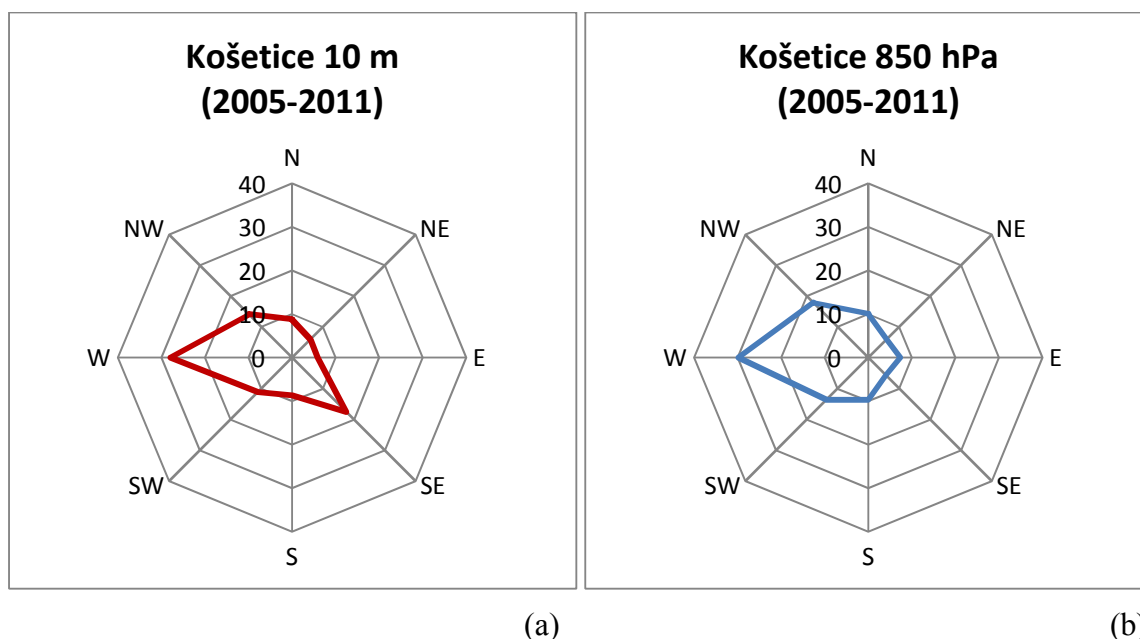 Košetice 10 m
(2005-2011)
N
40
NW
NE
30
20
10
W
0
E
SW
SE
S
(a)
Košetice 850 hPa
(2005-2011)
N
40
NW
NE
30
20
10
W
0
E
SW
SE
S
(b)